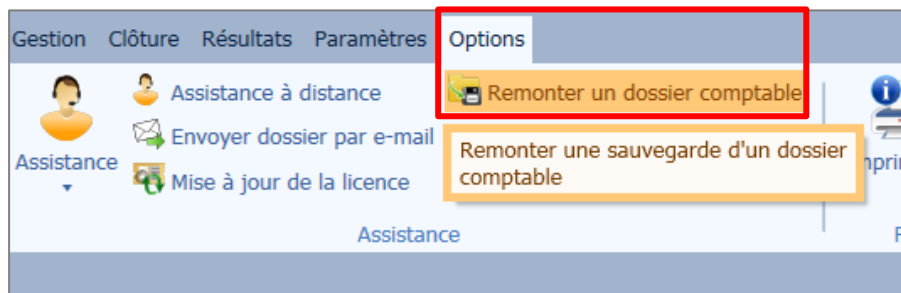 Gestion Clôture Résultats Paramètres Options
Assistance à distance
Remonter un dossier comptable
Envoyer dossier par e-mail
Remonter une sauvegarde d'un dossier
comptable
Assistance
Mise à jour de la licence
Assistance